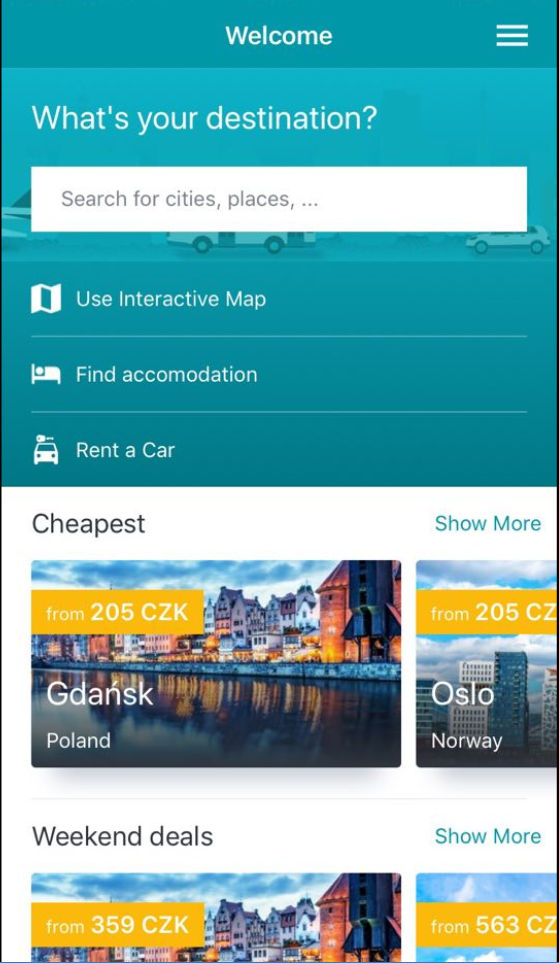 Welcome
What's your destination?
Search for cities, places, ...
Use Interactive Map
Find accomodation
Rent a Car
Cheapest
Show More
from 205 CZK
from 205 CZ
Gdańsk
Oslo
Poland
Norway
Weekend deals
Show More
from 359 CZK
from 563 CZ